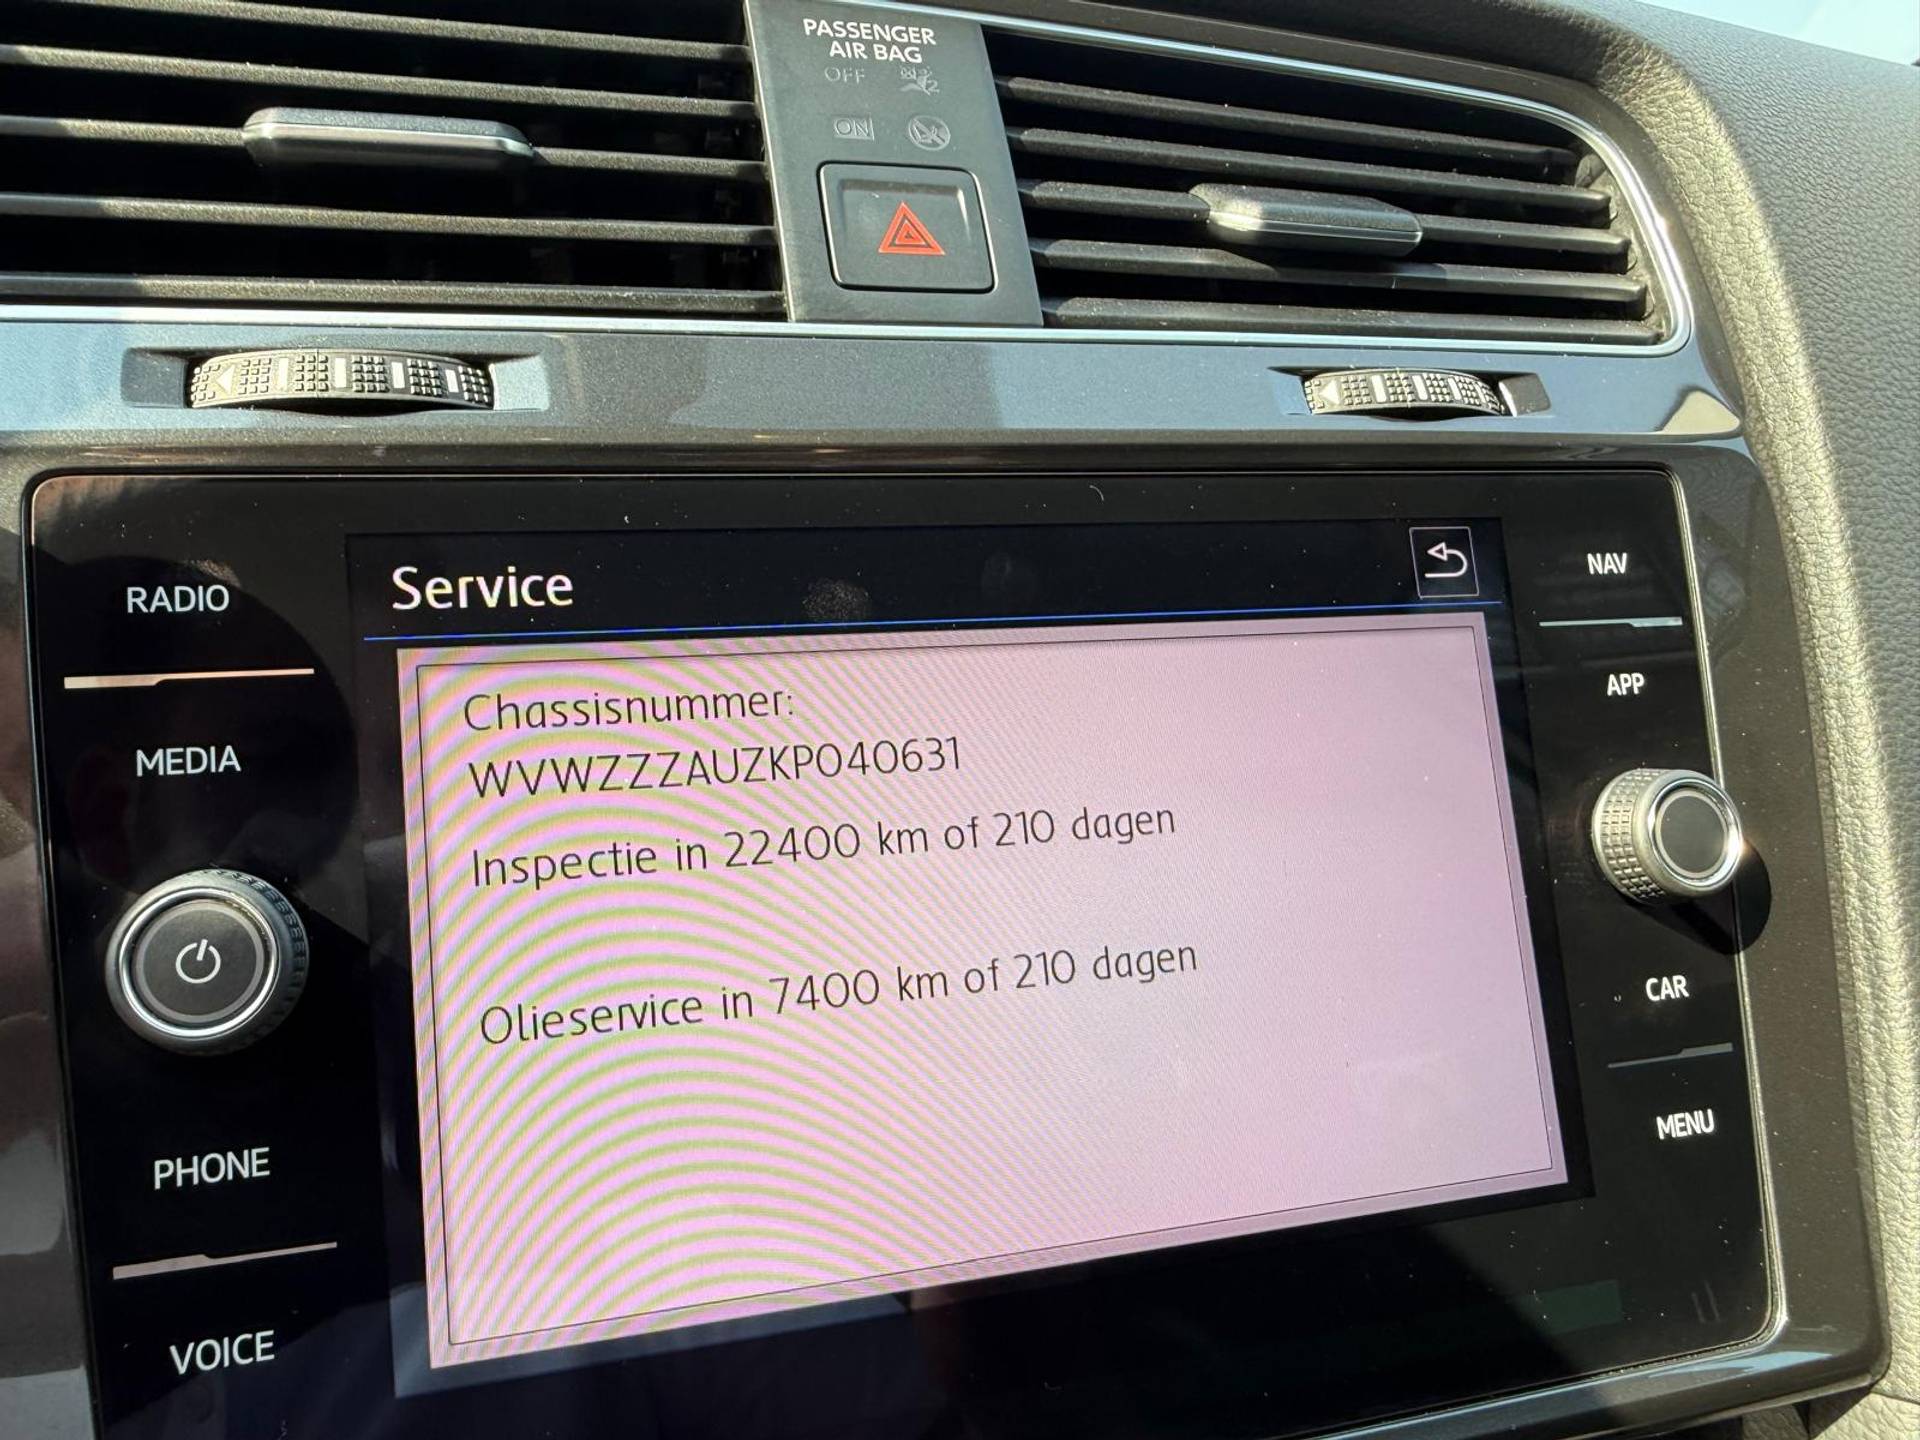 PASSENGER
AIR BAG
OFF
ON
RADIO
MEDIA
PHONE
VOICE
Service
Chassisnummer:
WVWZZZAUZKP040631
Inspectie in 22400 km of 210 dagen
Olieservice in 7400 km of 210 dagen
NAV
APP
CAR
MENU